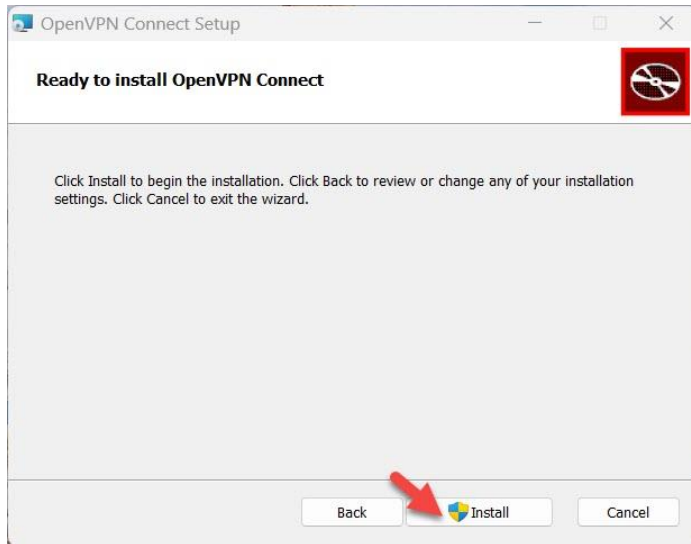 OpenVPN Connect Setup
Ready to install OpenVPN Connect
Click Install to begin the installation. Click Back to review or change any of your installation
settings. Click Cancel to exit the wizard.
Back
Install
Cancel